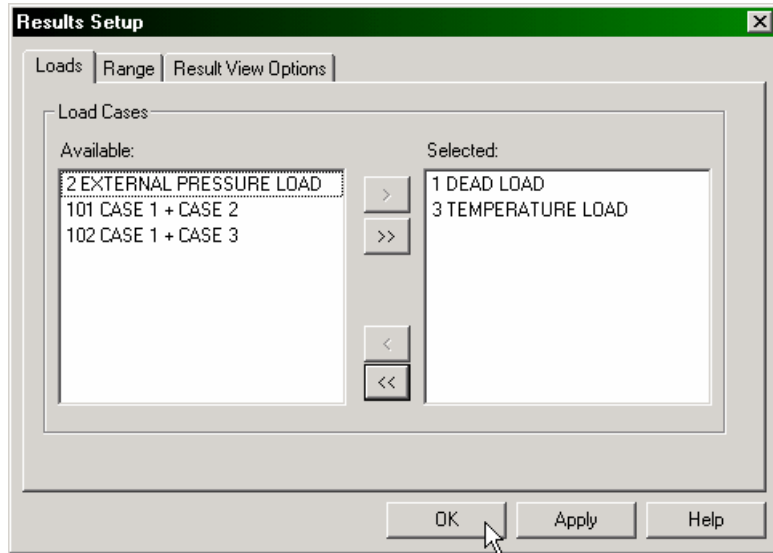 Results Setup
Loads Range Result View Options
Load Cases
Available: Selected:
2 EXTERNAL PRESSURE LOAD
101 CASE 1 + CASE 2
102 CASE 1 + CASE 3
>
>>
<
<<
1 DEAD LOAD
3 TEMPERATURE LOAD
OK Apply Help